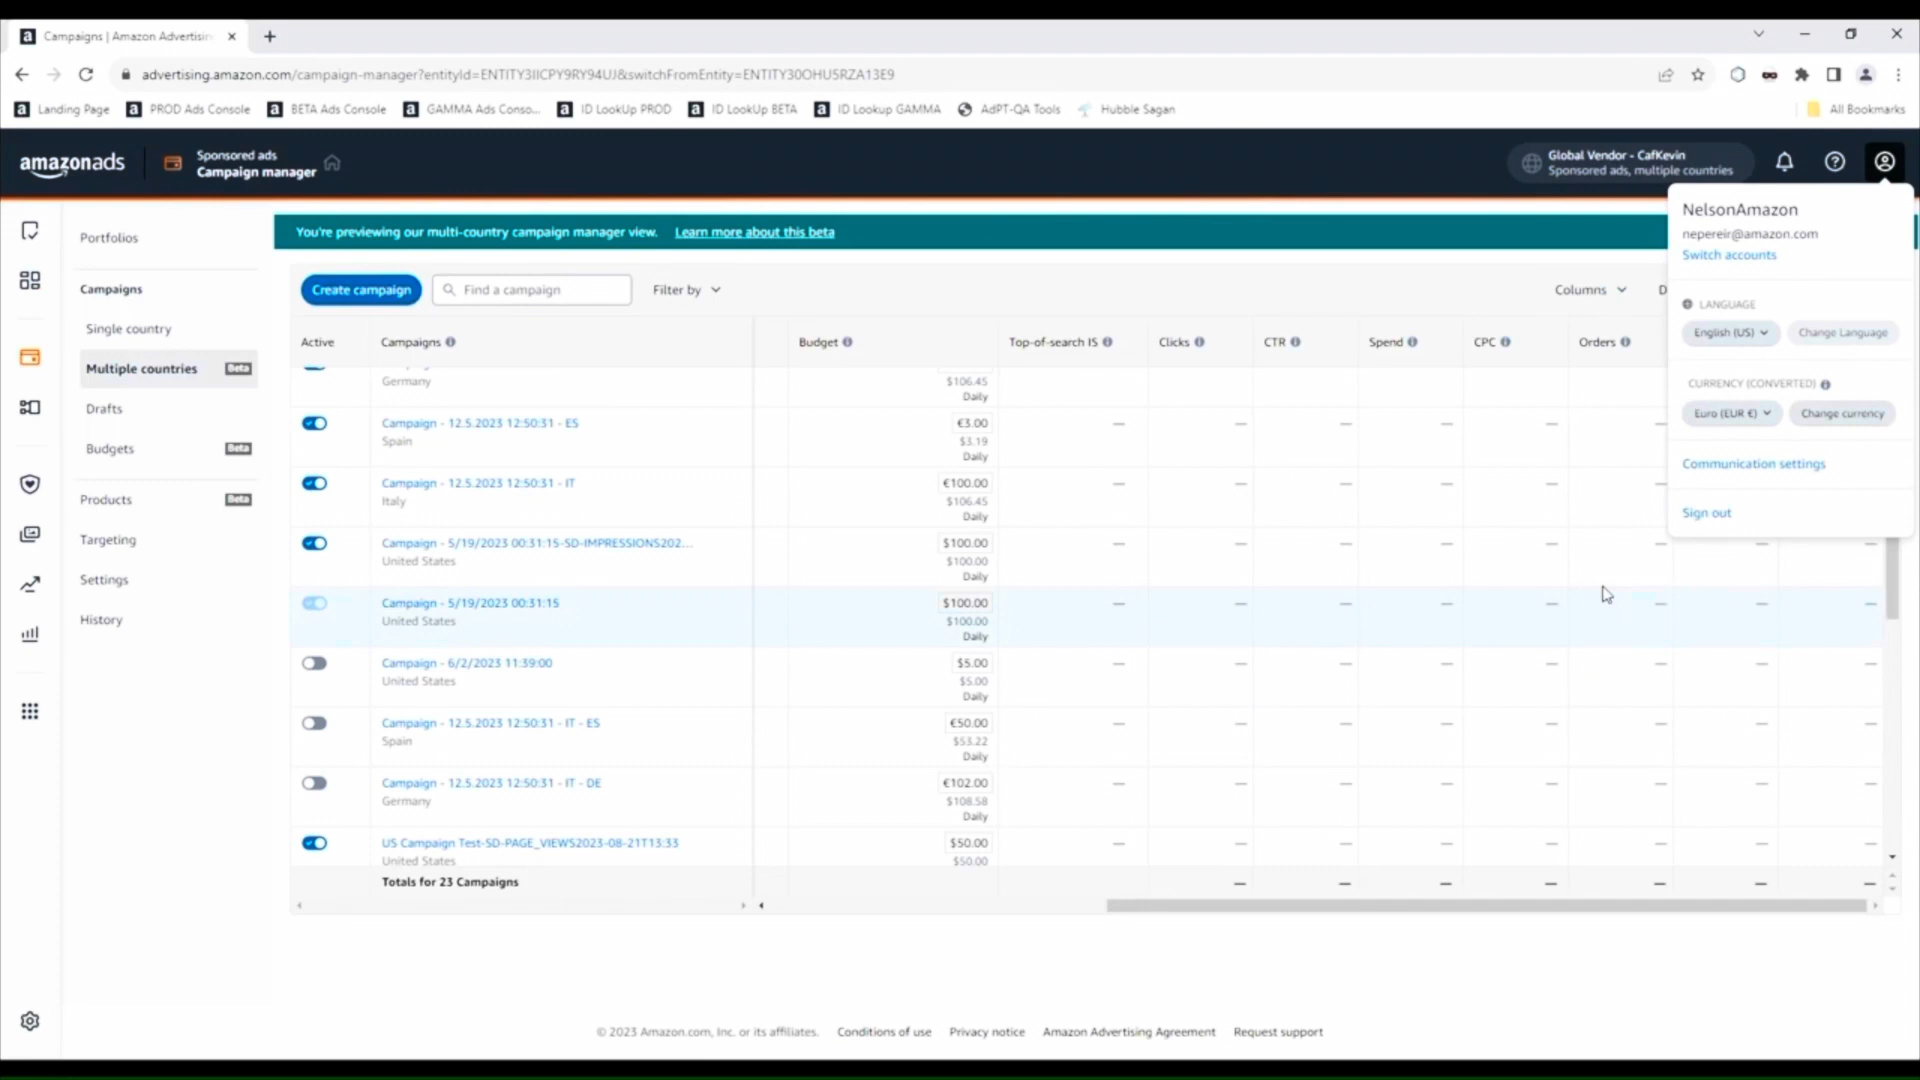 Campaigns | Amazon Advertisin
advertising.amazon.com/campaign-manager?entityId=ENTITY3IICPY9RY94UJ&switchFromEntity=ENTITY30OHU5RZA13E9
Landing Page PROD Ads Console BETA Ads Console GAMMA Ads Conso... ID LookUp PROD ID LookUp BETA ID Lookup GAMMA AdPT-QA Tools Hubble Sagan All Bookmarks
amazonads
Sponsored ads
Campaign manager
Global Vendor - CafKevin
Sponsored ads, multiple countries
NelsonAmazon
nepereir@amazon.com
Switch accounts
LANGUAGE
English (US) Change Language
CURRENCY (CONVERTED)
Euro (EUR €) Change currency
Communication settings
Sign out
Portfolios
Campaigns
Single country
Multiple countries Beta
Drafts
Budgets Beta
Products Beta
Targeting
Settings
History
You're previewing our multi-country campaign manager view. Learn more about this beta
Create campaign Find a campaign Filter by Columns D
Active Campaigns Budget Top-of-search IS Clicks CTR Spend CPC Orders
Germany $106.45
Daily
Campaign - 12.5.2023 12:50:31 - ES €3.00 — — — — — —
Spain $3.19
Daily
Campaign - 12.5.2023 12:50:31 - IT €100.00 — — — — — —
Italy $106.45
Daily
Campaign - 5/19/2023 00:31:15-SD-IMPRESSIONS202... $100.00 — — — — — — — —
United States $100.00
Daily
Campaign - 5/19/2023 00:31:15 $100.00 — — — — — — — —
United States $100.00
Daily
Campaign - 6/2/2023 11:39:00 $5.00 — — — — — — — —
United States $5.00
Daily
Campaign - 12.5.2023 12:50:31 - IT - ES €50.00 — — — — — — — —
Spain $53.22
Daily
Campaign - 12.5.2023 12:50:31 - IT - DE €102.00 — — — — — — — —
Germany $108.58
Daily
US Campaign Test-SD-PAGE_VIEWS2023-08-21T13:33 $50.00 — — — — — — — —
United States $50.00
Totals for 23 Campaigns — — — — — — —
© 2023 Amazon.com, Inc. or its affiliates. Conditions of use Privacy notice Amazon Advertising Agreement Request support